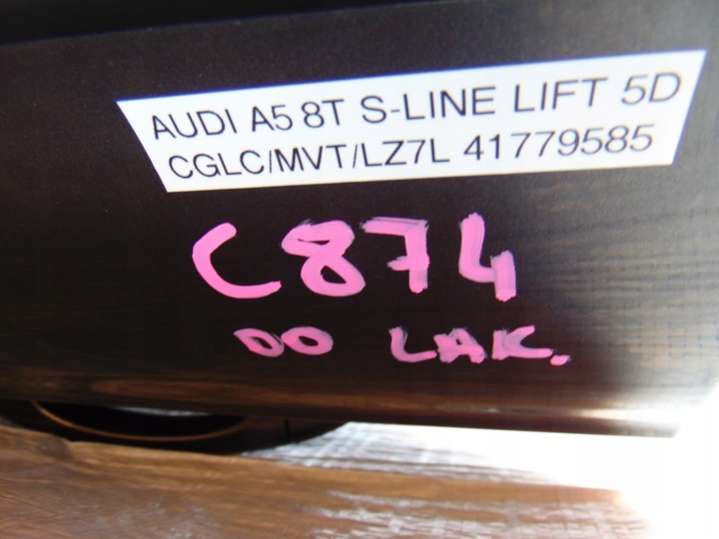 AUDI A5 8T S-LINE LIFT 5D
CGLC/MVT/LZ7L 41779585
C874
DO LAK.